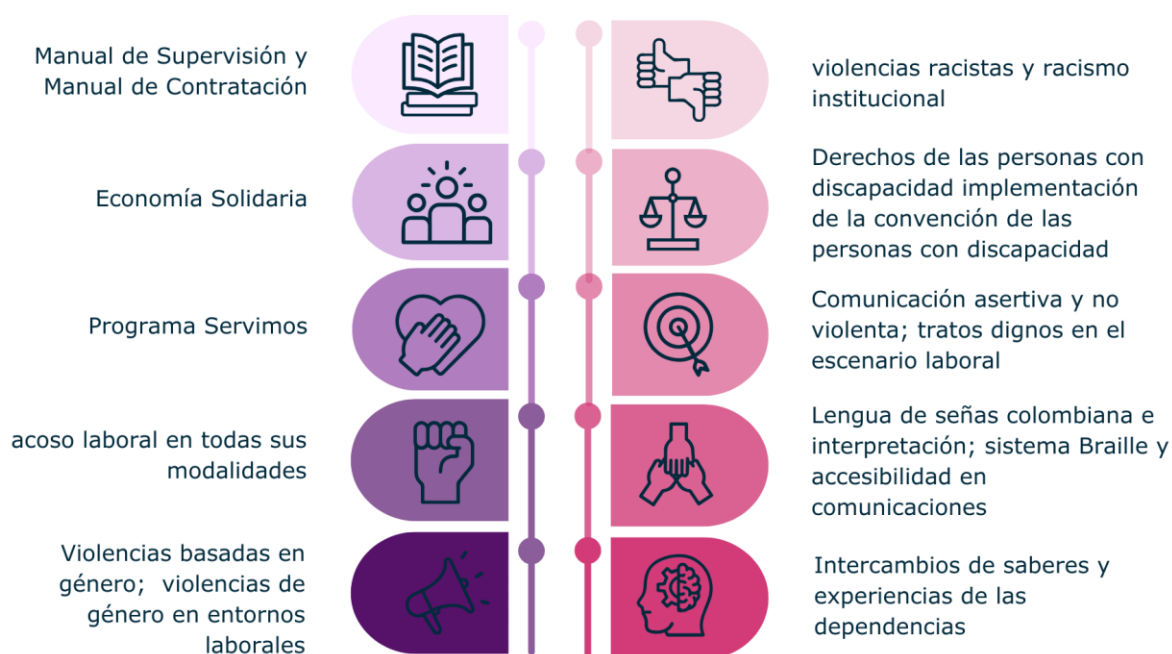 Manual de Supervisión y
Manual de Contratación
Economía Solidaria
Programa Servimos
acoso laboral en todas sus
modalidades
Violencias basadas en
género; violencias de
género en entornos
laborales
violencias racistas y racismo
institucional
Derechos de las personas con
discapacidad implementación
de la convención de las
personas con discapacidad
Comunicación asertiva y no
violenta; tratos dignos en el
escenario laboral
Lengua de señas colombiana e
interpretación; sistema Braille y
accesibilidad en
comunicaciones
Intercambios de saberes y
experiencias de las
dependencias